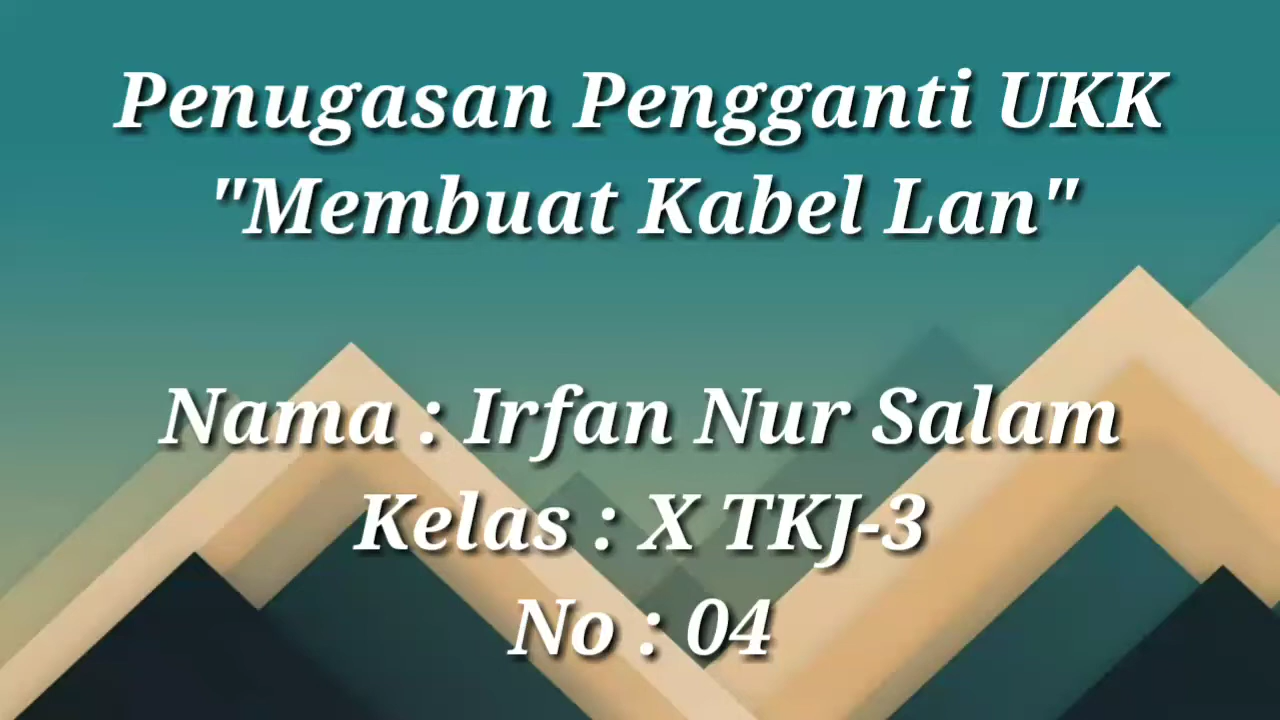 Penugasan Pengganti UKK
"Membuat Kabel Lan"
Nama : Irfan Nur Salam
Kelas : X TKJ-3
No : 04